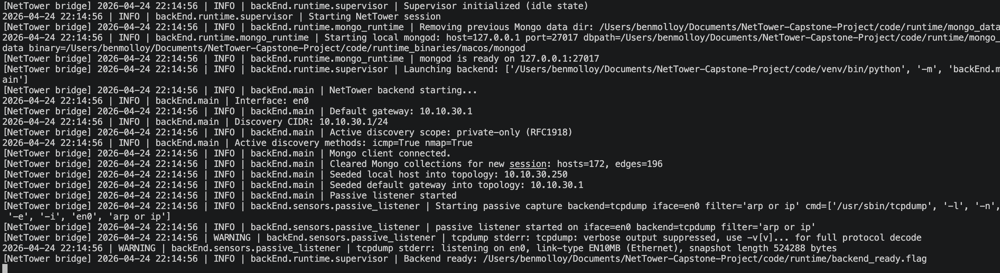 [NetTower bridge] 2026-04-24 22:14:56 | INFO | backEnd.runtime.supervisor | Supervisor initialized (idle state)
2026-04-24 22:14:56 | INFO | backEnd.runtime.supervisor | Starting NetTower session
[NetTower bridge] 2026-04-24 22:14:56 | INFO | backEnd.runtime.mongo_runtime | Removing previous Mongo data dir: /Users/benmolloy/Documents/NetTower-Capstone-Project/code/runtime/mongo_data
2026-04-24 22:14:56 | INFO | backEnd.runtime.mongo_runtime | Starting local mongod: host=127.0.0.1 port=27017 dbpath=/Users/benmolloy/Documents/NetTower-Capstone-Project/code/runtime/mongo_
data binary=/Users/benmolloy/Documents/NetTower-Capstone-Project/code/runtime_binaries/macos/mongod
[NetTower bridge] 2026-04-24 22:14:56 | INFO | backEnd.runtime.mongo_runtime | mongod is ready on 127.0.0.1:27017
[NetTower bridge] 2026-04-24 22:14:56 | INFO | backEnd.runtime.supervisor | Launching backend: ['/Users/benmolloy/Documents/NetTower-Capstone-Project/code/venv/bin/python', '-m', 'backEnd.m
ain']
[NetTower bridge] 2026-04-24 22:14:56 | INFO | backEnd.main | NetTower backend starting...
2026-04-24 22:14:56 | INFO | backEnd.main | Interface: en0
[NetTower bridge] 2026-04-24 22:14:56 | INFO | backEnd.main | Default gateway: 10.10.30.1
2026-04-24 22:14:56 | INFO | backEnd.main | Discovery CIDR: 10.10.30.1/24
[NetTower bridge] 2026-04-24 22:14:56 | INFO | backEnd.main | Active discovery scope: private-only (RFC1918)
2026-04-24 22:14:56 | INFO | backEnd.main | Active discovery methods: icmp=True nmap=True
[NetTower bridge] 2026-04-24 22:14:56 | INFO | backEnd.main | Mongo client connected.
[NetTower bridge] 2026-04-24 22:14:56 | INFO | backEnd.main | Cleared Mongo collections for new session: hosts=172, edges=196
[NetTower bridge] 2026-04-24 22:14:56 | INFO | backEnd.main | Seeded local host into topology: 10.10.30.250
[NetTower bridge] 2026-04-24 22:14:56 | INFO | backEnd.main | Seeded default gateway into topology: 10.10.30.1
[NetTower bridge] 2026-04-24 22:14:56 | INFO | backEnd.main | Passive listener started
[NetTower bridge] 2026-04-24 22:14:56 | INFO | backEnd.sensors.passive_listener | Starting passive capture backend=tcpdump iface=en0 filter='arp or ip' cmd=['/usr/sbin/tcpdump', '-l', '-n',
 '-e', '-i', 'en0', 'arp or ip']
[NetTower bridge] 2026-04-24 22:14:56 | INFO | backEnd.sensors.passive_listener | passive listener started on iface=en0 backend=tcpdump filter='arp or ip'
[NetTower bridge] 2026-04-24 22:14:56 | WARNING | backEnd.sensors.passive_listener | tcpdump stderr: tcpdump: verbose output suppressed, use -v[v]... for full protocol decode
2026-04-24 22:14:56 | WARNING | backEnd.sensors.passive_listener | tcpdump stderr: listening on en0, link-type EN10MB (Ethernet), snapshot length 524288 bytes
[NetTower bridge] 2026-04-24 22:14:56 | INFO | backEnd.runtime.supervisor | Backend ready: /Users/benmolloy/Documents/NetTower-Capstone-Project/code/runtime/backend_ready.flag